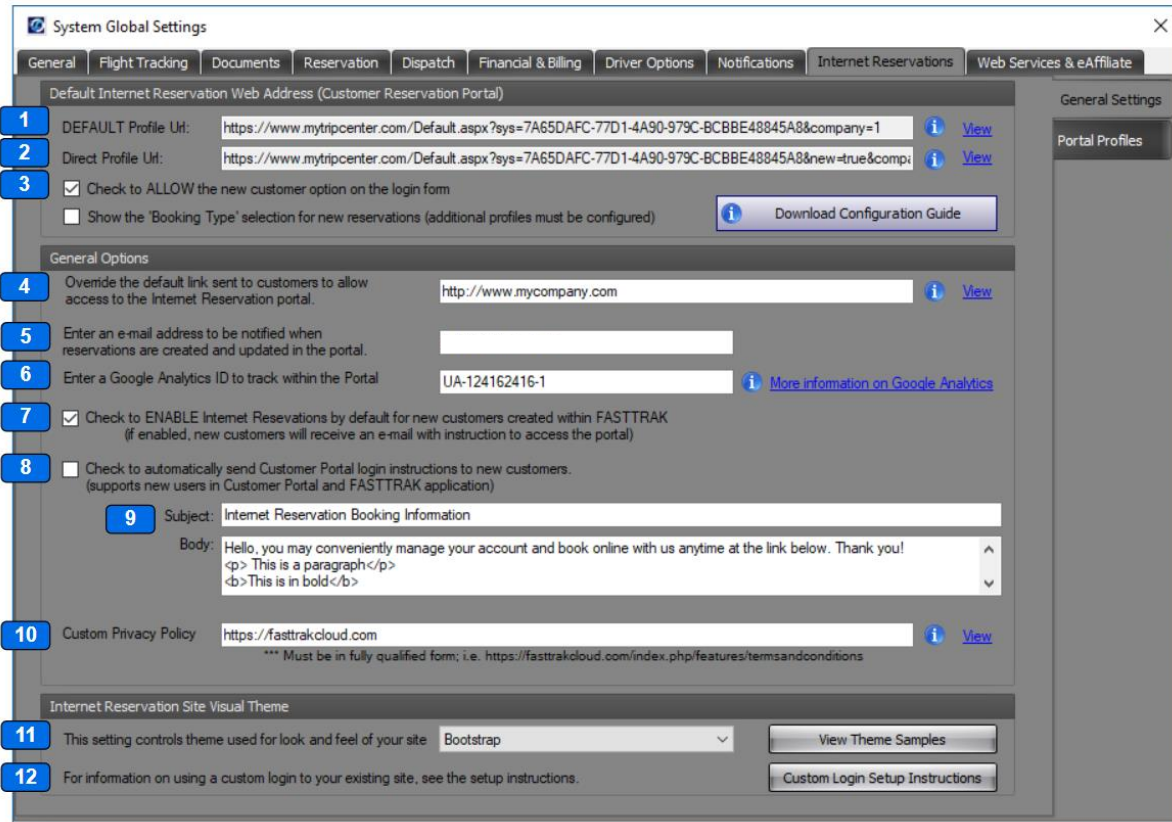 System Global Settings
General Flight Tracking Documents Reservation Dispatch Financial & Billing Driver Options Notifications Internet Reservations Web Services & eAffiliate
General Settings
Portal Profiles
Default Internet Reservation Web Address (Customer Reservation Portal)
1 DEFAULT Profile Url: https://www.mytripcenter.com/Default.aspx?sys=7A65DAFC-77D1-4A90-979C-BCBBE48845A8&company=1 View
2 Direct Profile Url: https://www.mytripcenter.com/Default.aspx?sys=7A65DAFC-77D1-4A90-979C-BCBBE48845A8&new=true&compa View
3 Check to ALLOW the new customer option on the login form
Show the 'Booking Type' selection for new reservations (additional profiles must be configured) Download Configuration Guide
General Options
4 Override the default link sent to customers to allow
access to the Internet Reservation portal. http://www.mycompany.com View
5 Enter an e-mail address to be notified when
reservations are created and updated in the portal.
6 Enter a Google Analytics ID to track within the Portal UA-124162416-1 More information on Google Analytics
7 Check to ENABLE Internet Resevations by default for new customers created within FASTTRAK
(if enabled, new customers will receive an e-mail with instruction to access the portal)
8 Check to automatically send Customer Portal login instructions to new customers.
(supports new users in Customer Portal and FASTTRAK application)
9 Subject: Internet Reservation Booking Information
Body: Hello, you may conveniently manage your account and book online with us anytime at the link below. Thank you!
<p> This is a paragraph</p>
<b>This is in bold</b>
10 Custom Privacy Policy https://fasttrakcloud.com View
*** Must be in fully qualified form; i.e. https://fasttrakcloud.com/index.php/features/termsandconditions
Internet Reservation Site Visual Theme
11 This setting controls theme used for look and feel of your site Bootstrap View Theme Samples
12 For information on using a custom login to your existing site, see the setup instructions. Custom Login Setup Instructions